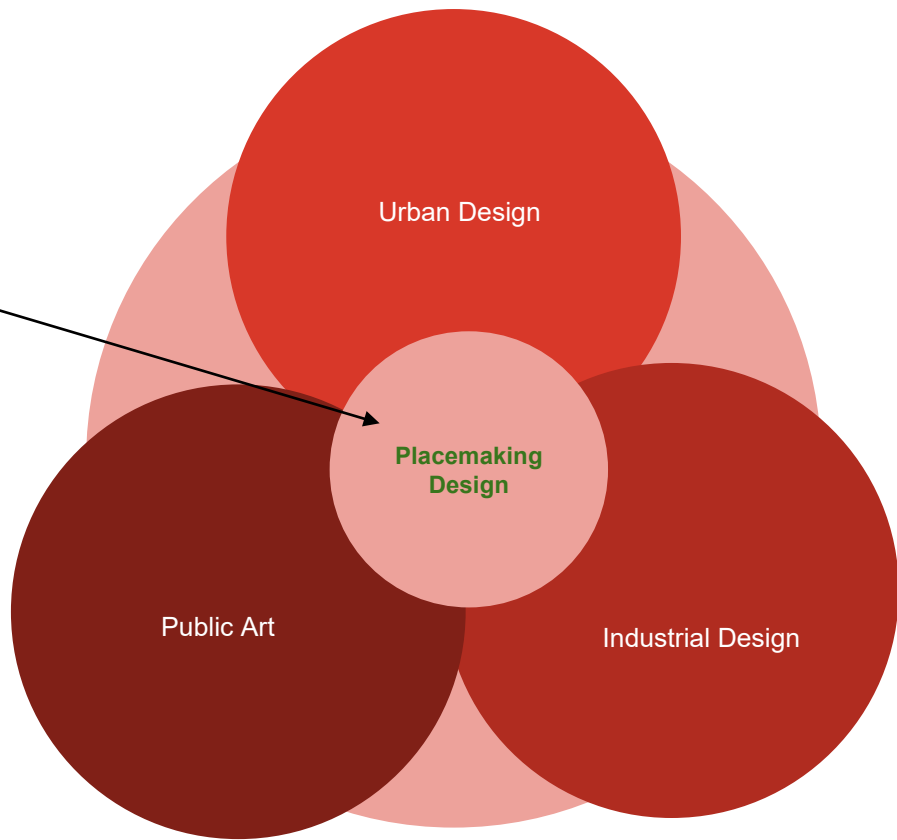 Urban Design
Placemaking
Design
Public Art
Industrial Design